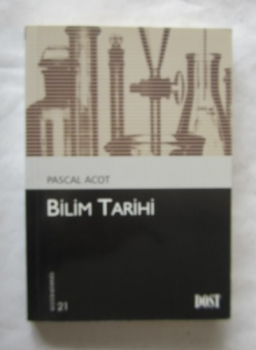 PASCAL ACOT
BİLİM TARİHİ
21
DOST